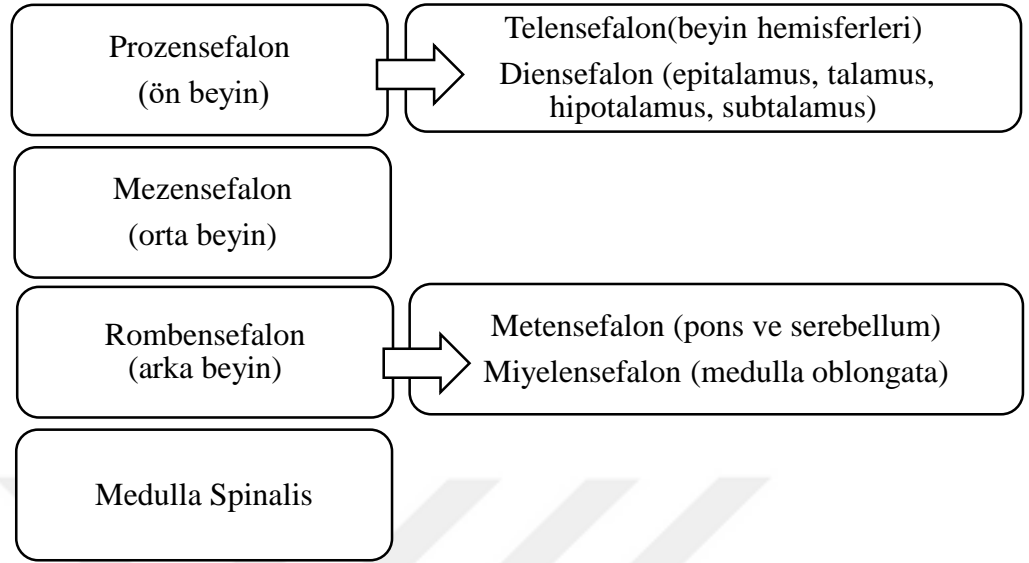 Prozensefalon
(ön beyin)
Telensefalon(beyin hemisferleri)
Diensefalon (epitalamus, talamus,
hipotalamus, subtalamus)
Mezensefalon
(orta beyin)
Rombensefalon
(arka beyin)
Metensefalon (pons ve serebellum)
Miyelensefalon (medulla oblongata)
Medulla Spinalis